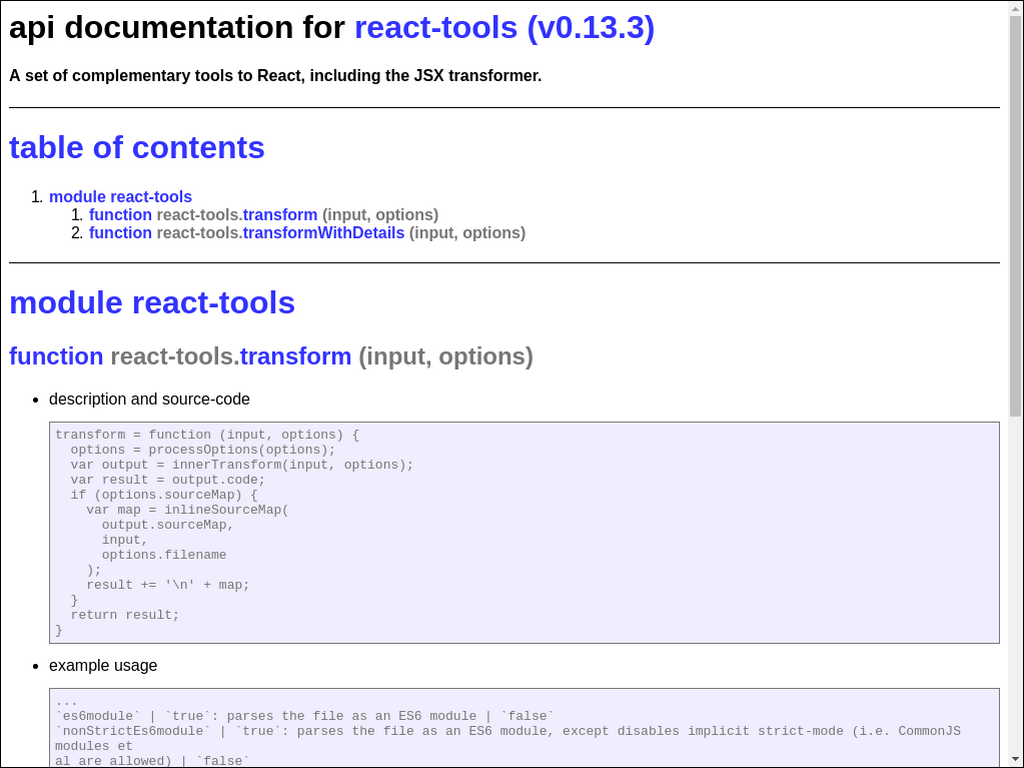 api documentation for react-tools (v0.13.3)
A set of complementary tools to React, including the JSX transformer.
table of contents
1. module react-tools
1. function react-tools.transform (input, options)
2. function react-tools.transformWithDetails (input, options)
module react-tools
function react-tools.transform (input, options)
• description and source-code
transform = function (input, options) {
  options = processOptions(options);
  var output = innerTransform(input, options);
  var result = output.code;
  if (options.sourceMap) {
    var map = inlineSourceMap(
      output.sourceMap,
      input,
      options.filename
    );
    result += '\n' + map;
  }
  return result;
}
• example usage
...
`es6module` | `true`: parses the file as an ES6 module | `false`
`nonStrictEs6module` | `true`: parses the file as an ES6 module, except disables implicit strict-mode (i.e. CommonJS
modules et
al are allowed) | `false`